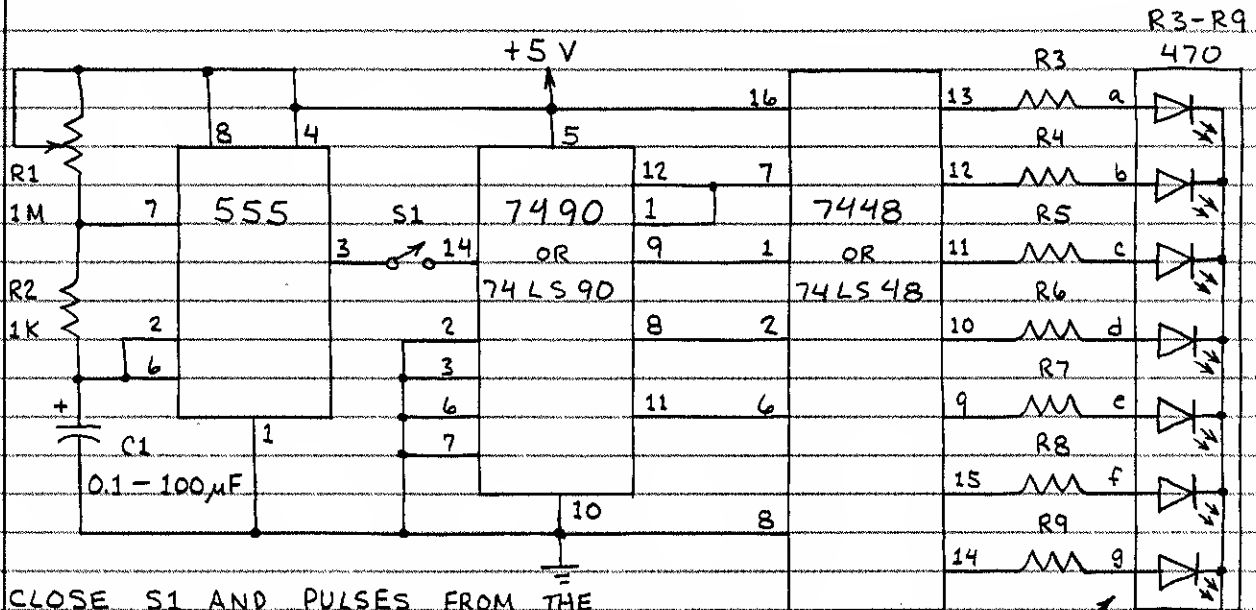 R3-R9
+5 V R3 470
16 13 a
8 4 5 R4
R1 12 7 12 b
1M 7 555 S1 7490 1 7448 R5
3 14 OR 9 1 OR 11 c
R2 74LS90 74LS48 R6
1K 2 2 8 2 10 d
6 3 R7
+ 6 11 6 9 e
C1 1 7 R8
0.1 - 100µF 15 f
10 8 R9
14 g
CLOSE S1 AND PULSES FROM THE